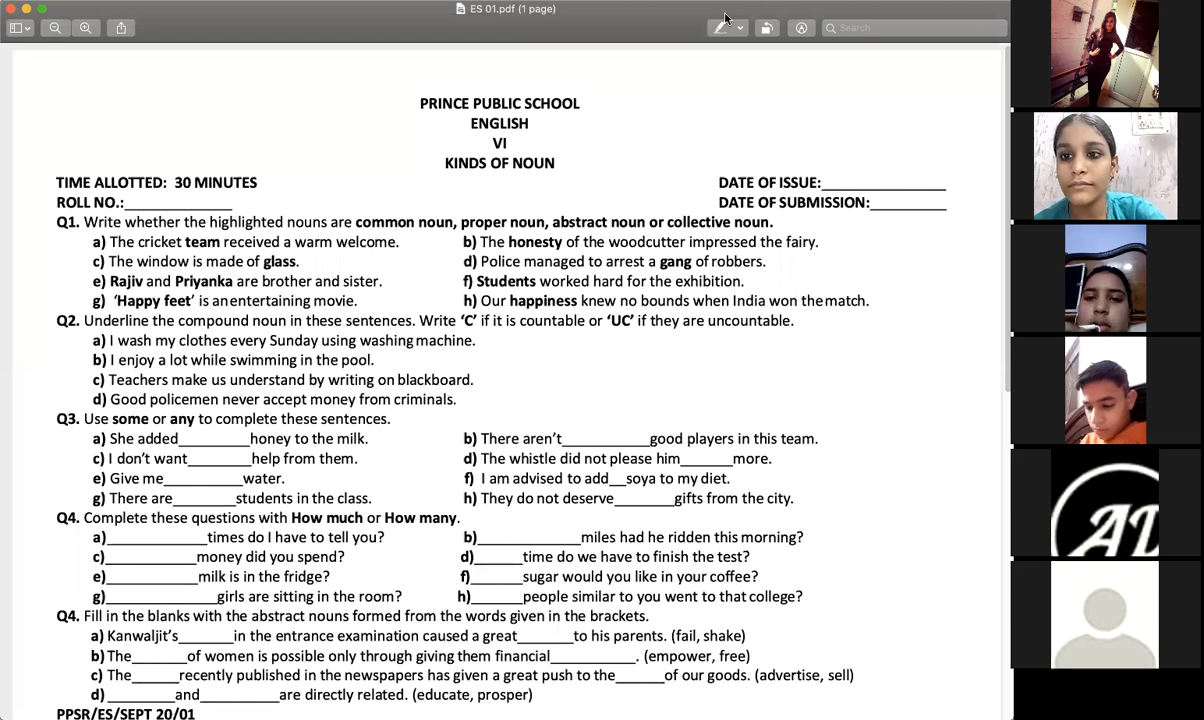 ES 01.pdf (1 page)
Search
PRINCE PUBLIC SCHOOL
ENGLISH
VI
KINDS OF NOUN
TIME ALLOTTED: 30 MINUTES DATE OF ISSUE:_______________
ROLL NO.:_____________ DATE OF SUBMISSION:_________
Q1. Write whether the highlighted nouns are common noun, proper noun, abstract noun or collective noun.
a) The cricket team received a warm welcome. b) The honesty of the woodcutter impressed the fairy.
c) The window is made of glass. d) Police managed to arrest a gang of robbers.
e) Rajiv and Priyanka are brother and sister. f) Students worked hard for the exhibition.
g) ‘Happy feet’ is an entertaining movie. h) Our happiness knew no bounds when India won the match.
Q2. Underline the compound noun in these sentences. Write ‘C’ if it is countable or ‘UC’ if they are uncountable.
a) I wash my clothes every Sunday using washing machine.
b) I enjoy a lot while swimming in the pool.
c) Teachers make us understand by writing on blackboard.
d) Good policemen never accept money from criminals.
Q3. Use some or any to complete these sentences.
a) She added_________honey to the milk. b) There aren’t___________good players in this team.
c) I don’t want________help from them. d) The whistle did not please him______more.
e) Give me__________water. f) I am advised to add__soya to my diet.
g) There are________students in the class. h) They do not deserve_______gifts from the city.
Q4. Complete these questions with How much or How many.
a)____________times do I have to tell you? b)_____________miles had he ridden this morning?
c)___________money did you spend? d)______time do we have to finish the test?
e)___________milk is in the fridge? f)______sugar would you like in your coffee?
g)_____________girls are sitting in the room? h)______people similar to you went to that college?
Q4. Fill in the blanks with the abstract nouns formed from the words given in the brackets.
a) Kanwaljit’s_______in the entrance examination caused a great_______to his parents. (fail, shake)
b) The_______of women is possible only through giving them financial__________. (empower, free)
c) The______recently published in the newspapers has given a great push to the______of our goods. (advertise, sell)
d)________and__________are directly related. (educate, prosper)
PPSR/ES/SEPT 20/01